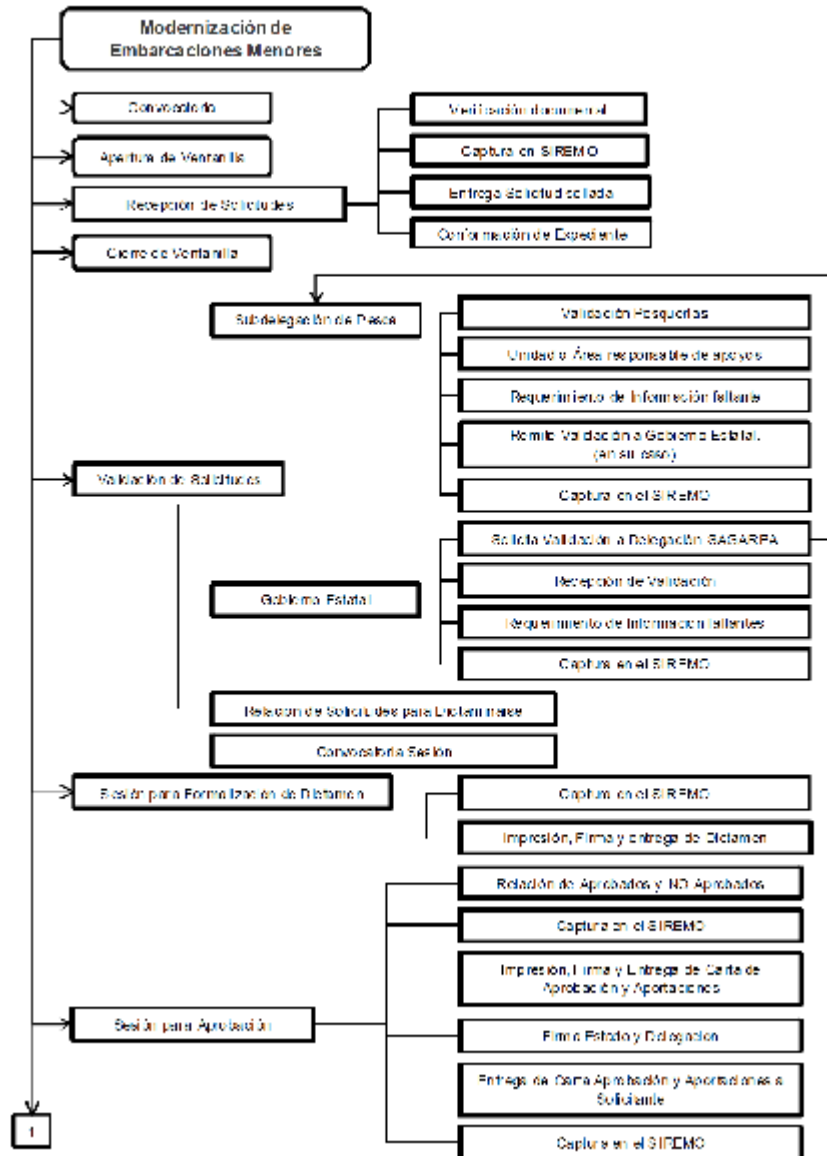 Modernización de
Embarcaciones Menores
Convocatoria
Apertura de Ventanilla
Recepción de Solicitudes
Cierre de Ventanilla
Verificación documental
Captura en SIREMO
Entrega Solicitud sellada
Conformación de Expediente
Subdelegación de Pesca
Validación Pesquerías
Unidad o Área responsable de apoyos
Requerimiento de Información faltante
Remite Validación a Gobierno Estatal.
(en su caso)
Captura en el SIREMO
Validación de Solicitudes
Solicita Validación a Delegación SAGARPA
Recepción de Validación
Gobierno Estatal
Requerimiento de Información faltantes
Captura en el SIREMO
Relación de Solicitudes para Dictaminarse
Convocatoria Sesión
Sesión para Formalización de Dictamen
Captura en el SIREMO
Impresión, Firma y entrega de Dictamen
Relación de Aprobados y NO Aprobados
Captura en el SIREMO
Impresión, Firma y Entrega de Carta de
Aprobación y Aportaciones
Sesión para Aprobación
Firma Estado y Delegación
Entrega de Carta Aprobación y Aportaciones a
Solicitante
Captura en el SIREMO
1